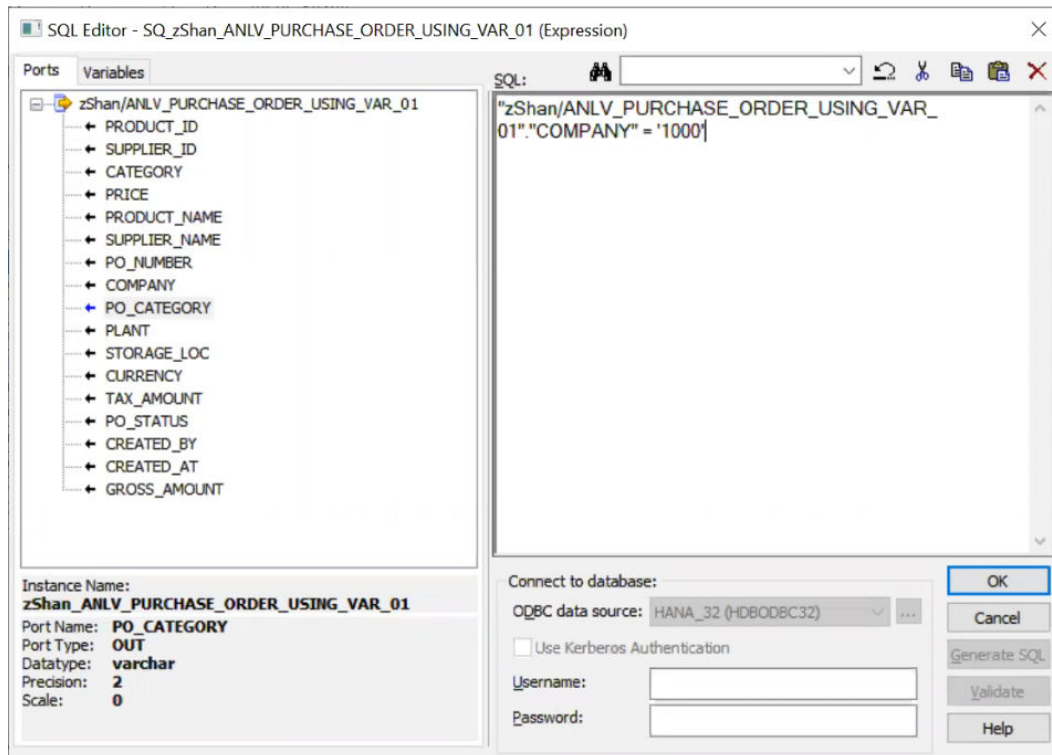 SQL Editor - SQ_zShan_ANLV_PURCHASE_ORDER_USING_VAR_01 (Expression)
Ports
Variables
zShan/ANLV_PURCHASE_ORDER_USING_VAR_01
PRODUCT_ID
SUPPLIER_ID
CATEGORY
PRICE
PRODUCT_NAME
SUPPLIER_NAME
PO_NUMBER
COMPANY
PO_CATEGORY
PLANT
STORAGE_LOC
CURRENCY
TAX_AMOUNT
PO_STATUS
CREATED_BY
CREATED_AT
GROSS_AMOUNT
Instance Name:
zShan_ANLV_PURCHASE_ORDER_USING_VAR_01
Port Name: PO_CATEGORY
Port Type: OUT
Datatype: varchar
Precision: 2
Scale: 0
SQL:
"zShan/ANLV_PURCHASE_ORDER_USING_VAR_
01"."COMPANY" = '1000'
Connect to database:
ODBC data source: HANA_32 (HDBODBC32) ...
Use Kerberos Authentication
Username:
Password:
OK
Cancel
Generate SQL
Validate
Help